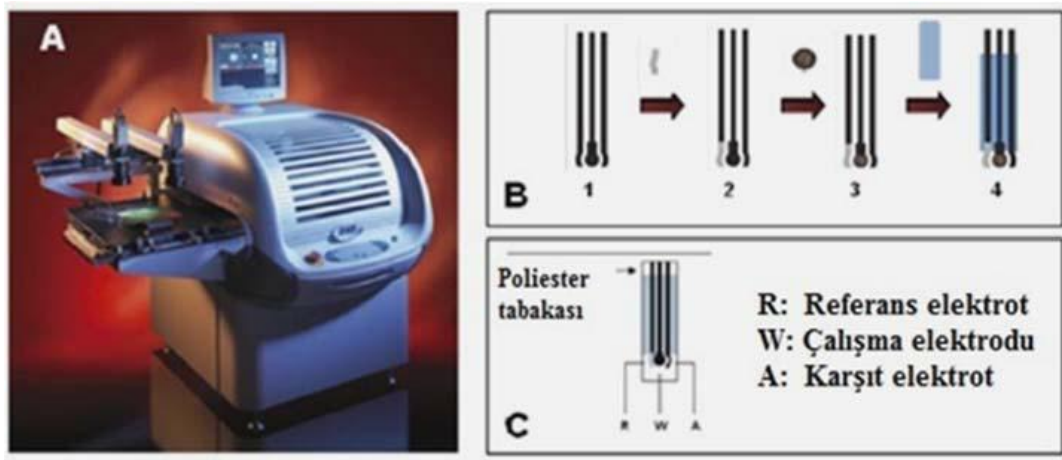 A
B
1
2
3
4
C
Poliester
tabakası
R
W
A
R: Referans elektrot
W: Çalışma elektrodu
A: Karşıt elektrot